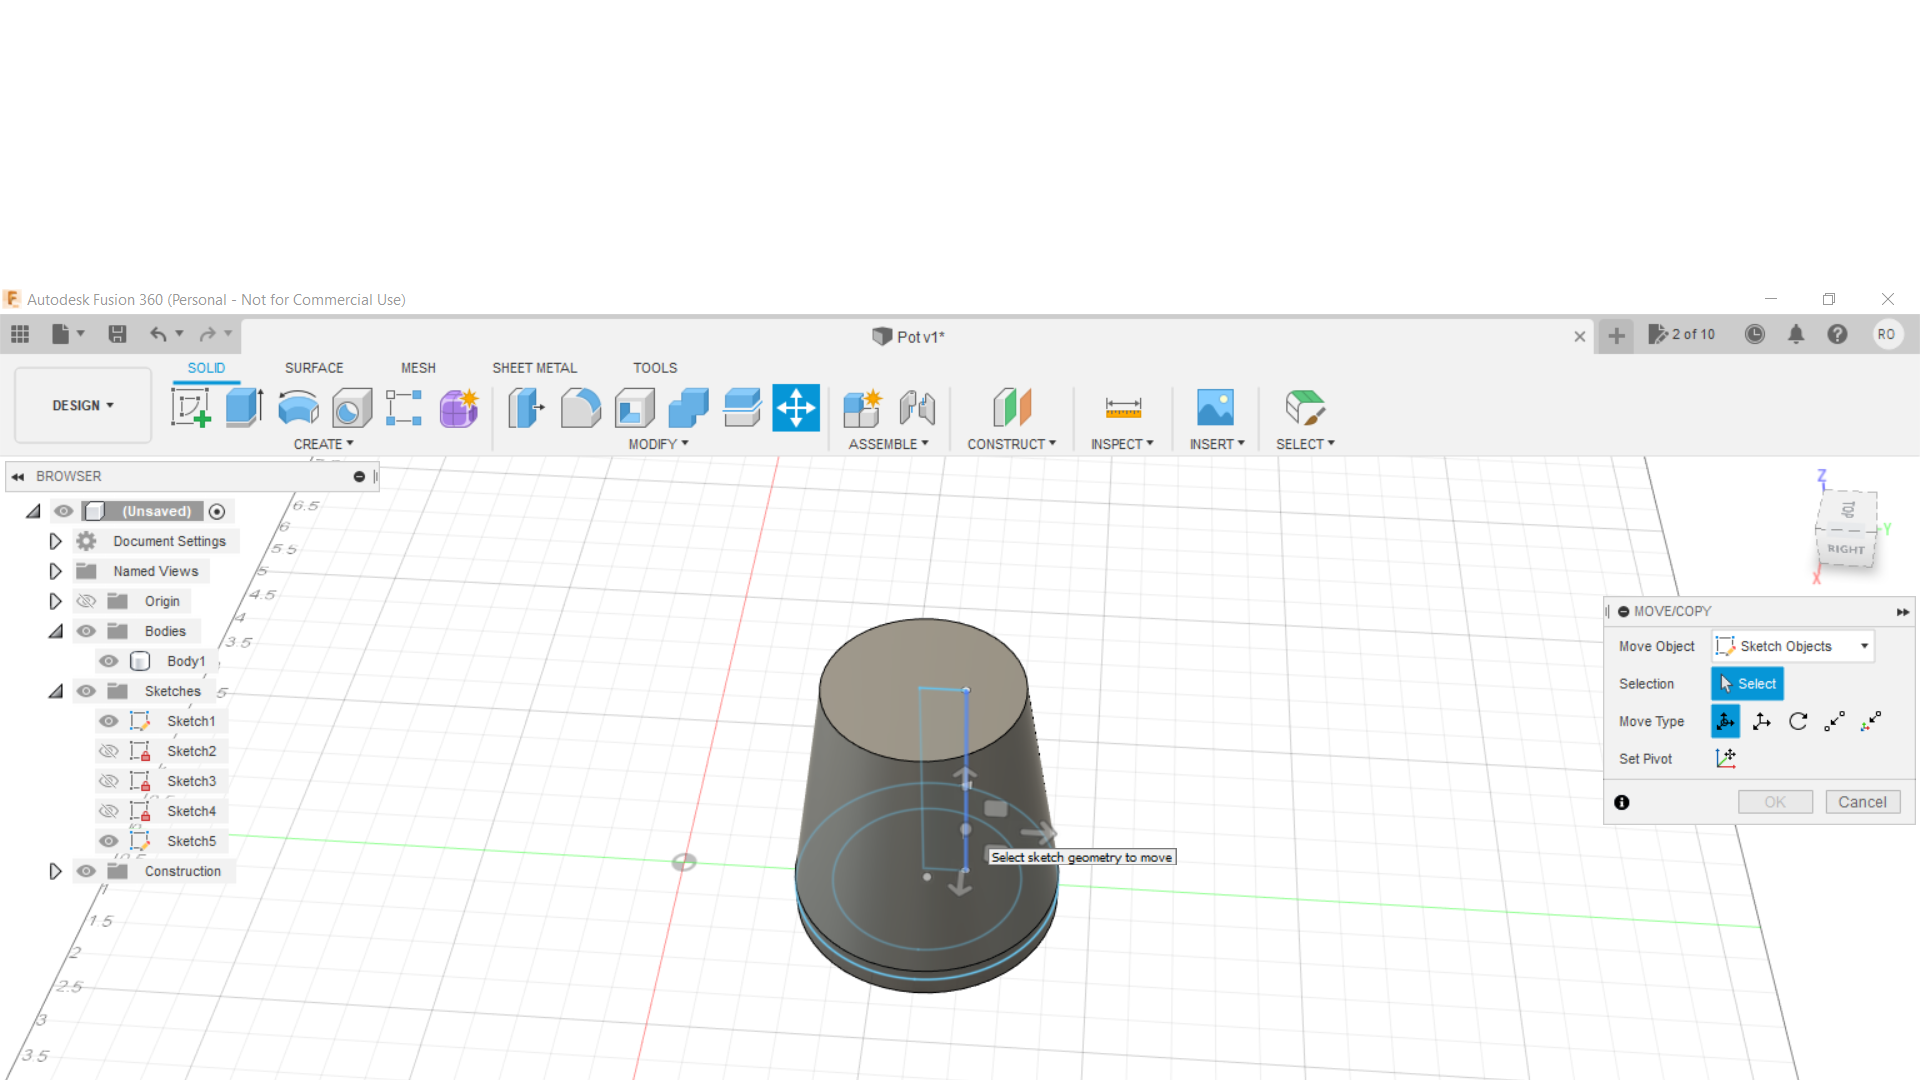 Autodesk Fusion 360 (Personal - Not for Commercial Use)
Pot v1*
2 of 10
RO
SOLID SURFACE MESH SHEET METAL TOOLS
DESIGN
CREATE MODIFY ASSEMBLE CONSTRUCT INSPECT INSERT SELECT
BROWSER
(Unsaved)
Document Settings
Named Views
Origin
Bodies
Body1
Sketches
Sketch1
Sketch2
Sketch3
Sketch4
Sketch5
Construction
6.5
6
5 5
5
4.5
4
3.5
5
1
1 5
2
2.5
3
3.5
Select sketch geometry to move
Z
TOP
Y
RIGHT
X
MOVE/COPY
Move Object Sketch Objects
Selection Select
Move Type
Set Pivot
OK Cancel